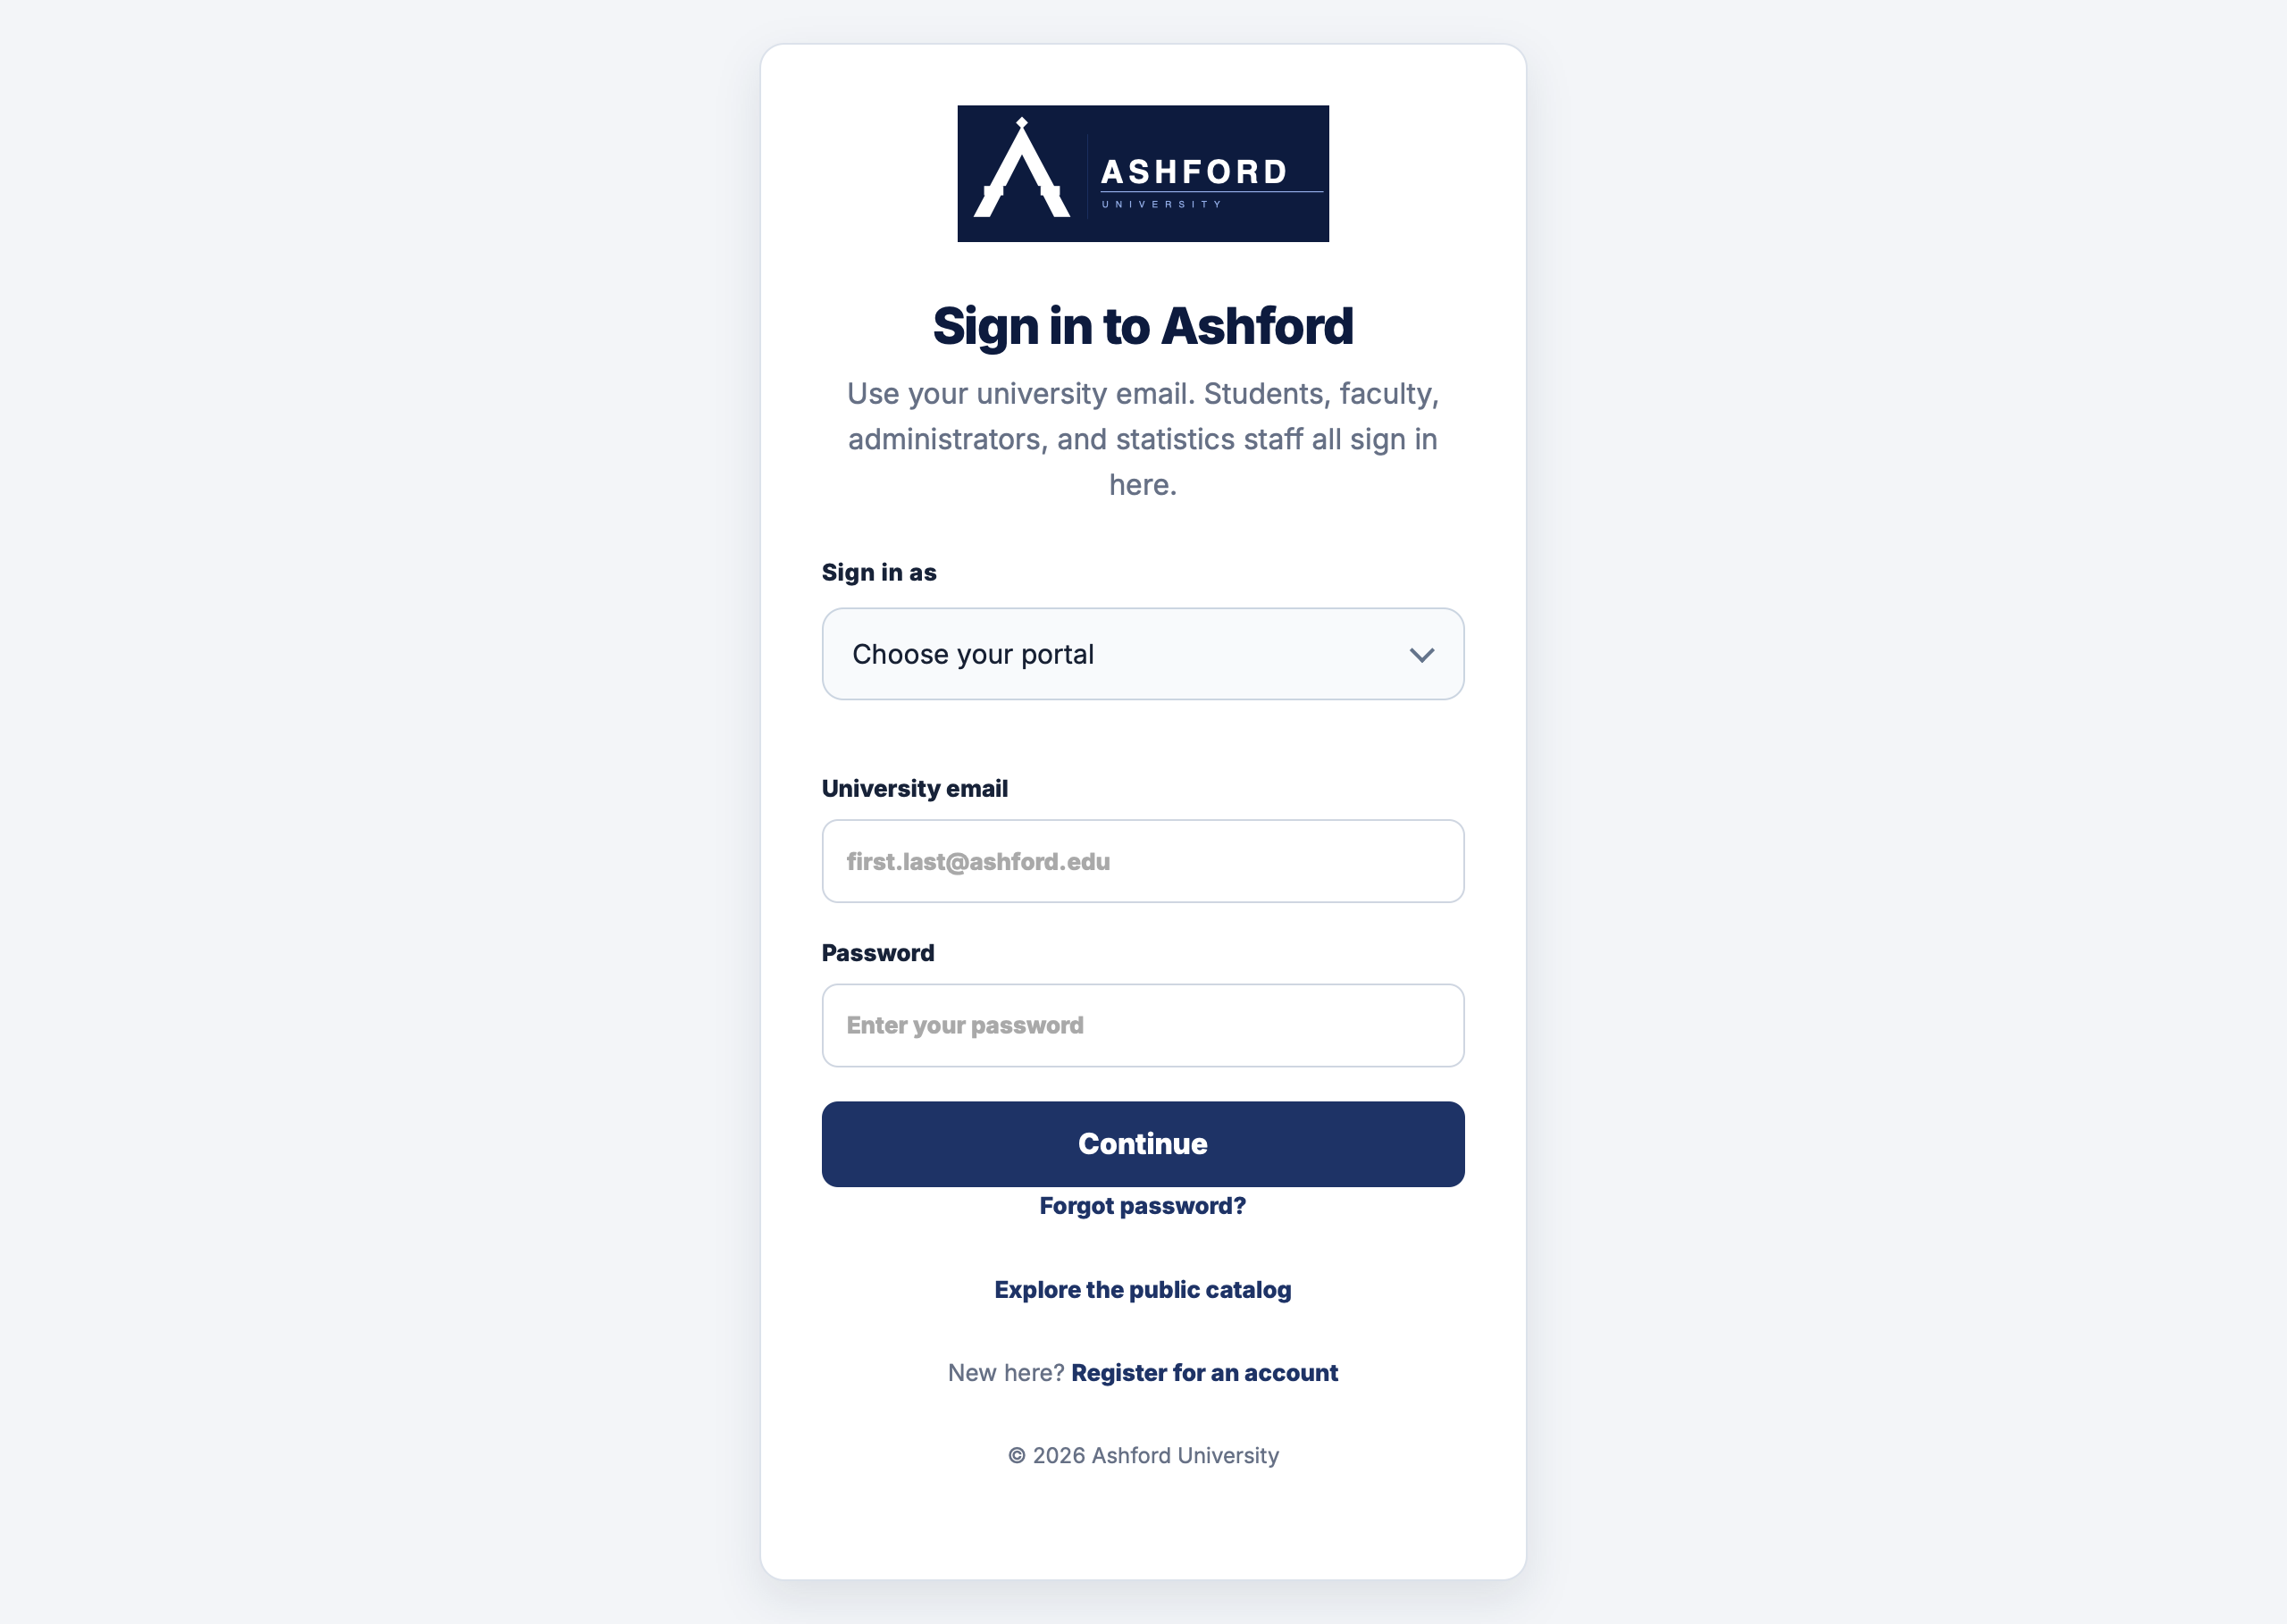 ASHFORD
UNIVERSITY
Sign in to Ashford
Use your university email. Students, faculty,
administrators, and statistics staff all sign in
here.
Sign in as
Choose your portal
University email
first.last@ashford.edu
Password
Enter your password
Continue
Forgot password?
Explore the public catalog
New here? Register for an account
© 2026 Ashford University